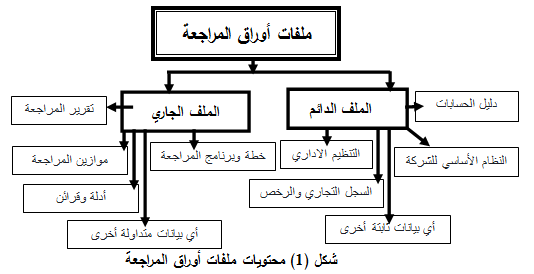 ملفات أوراق المراجعة
الملف الدائم
الملف الجاري
دليل الحسابات
تقرير المراجعة
النظام الأساسي للشركة
التنظيم الاداري
خطة وبرنامج المراجعة
موازين المراجعة
السجل التجاري والرخص
أدلة وقرائن
أي بيانات ثابتة أخرى
أي بيانات متداولة أخرى
شكل (1) محتويات ملفات أوراق المراجعة